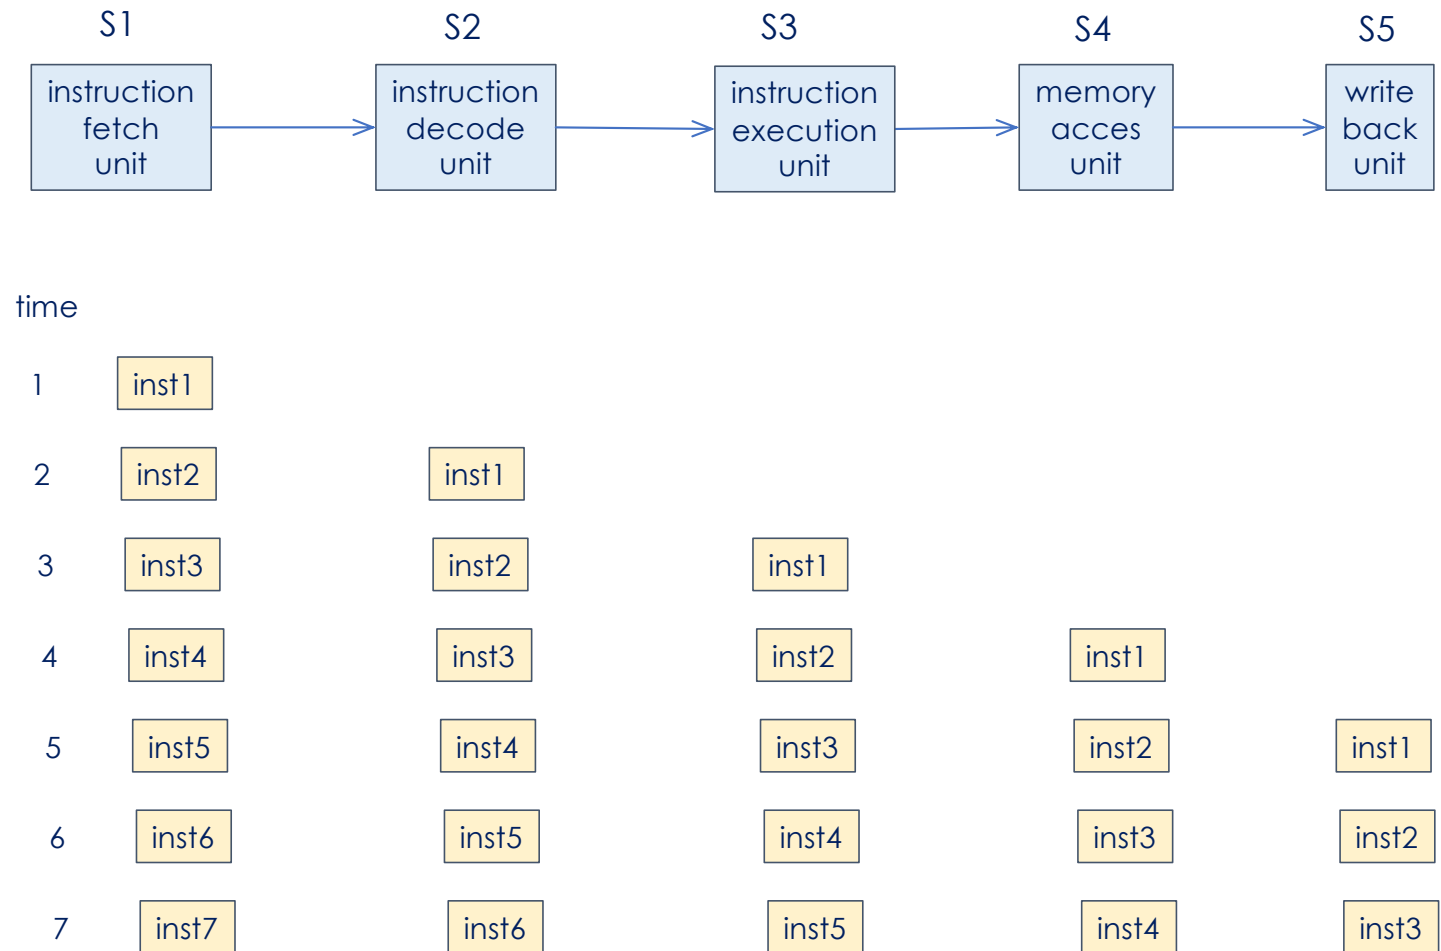 S1 S2 S3 S4 S5
instruction instruction instruction memory write
fetch decode execution acces back
unit unit unit unit unit
time
1 inst1
2 inst2 inst1
3 inst3 inst2 inst1
4 inst4 inst3 inst2 inst1
5 inst5 inst4 inst3 inst2 inst1
6 inst6 inst5 inst4 inst3 inst2
7 inst7 inst6 inst5 inst4 inst3